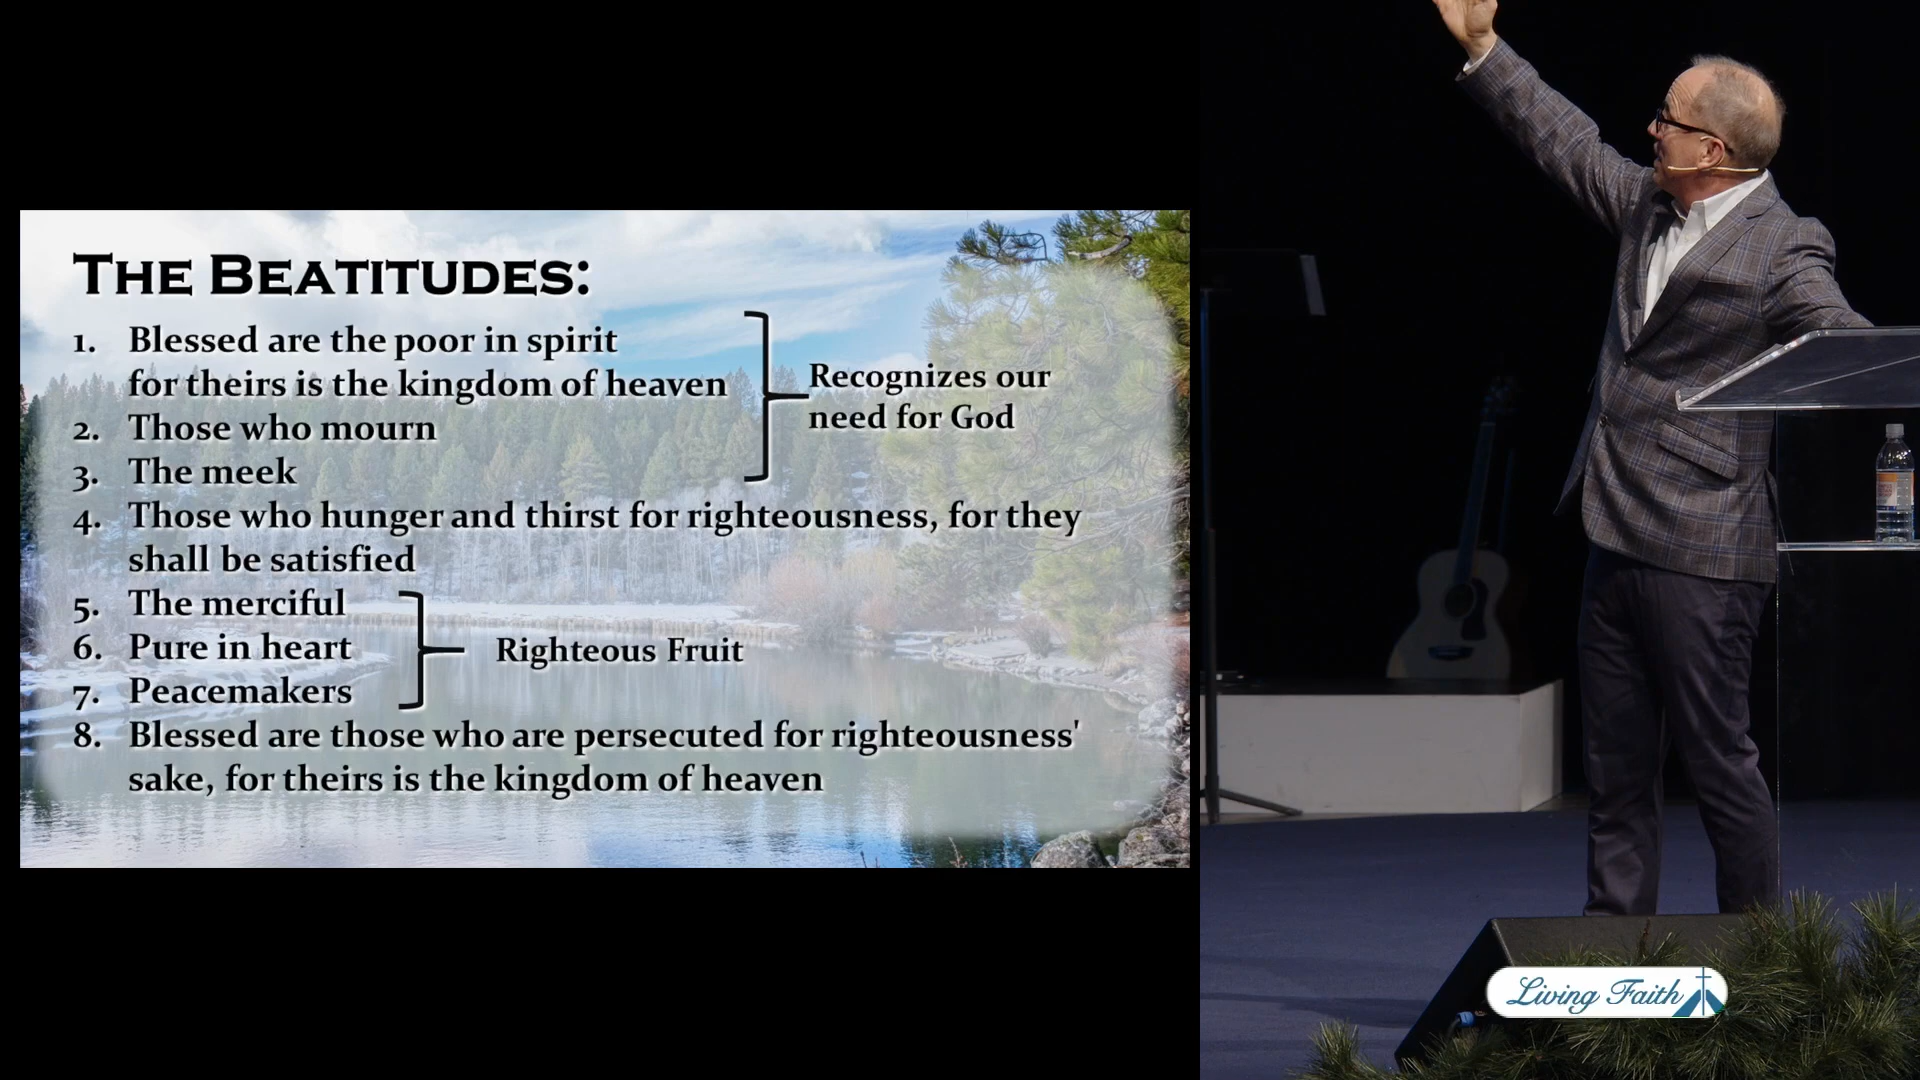 THE BEATITUDES:
1. Blessed are the poor in spirit
for theirs is the kingdom of heaven
2. Those who mourn
3. The meek
Recognizes our
need for God
4. Those who hunger and thirst for righteousness, for they
shall be satisfied
5. The merciful
6. Pure in heart
7. Peacemakers
Righteous Fruit
8. Blessed are those who are persecuted for righteousness'
sake, for theirs is the kingdom of heaven
Living Faith